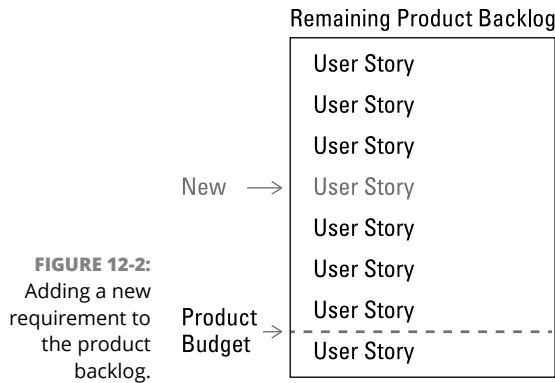 Remaining Product Backlog
User Story
User Story
User Story
New
User Story
User Story
User Story
User Story
Product
Budget
User Story
FIGURE 12-2:
Adding a new
requirement to
the product
backlog.